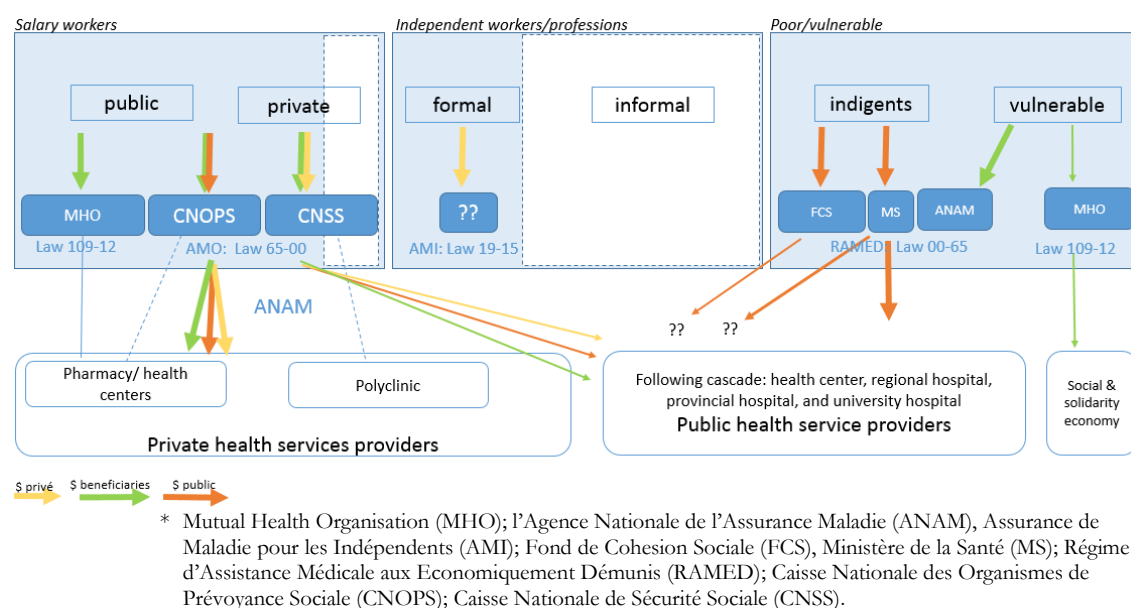 Salary workers
Independent workers/professions
Poor/vulnerable
public
private
formal
informal
indigents
vulnerable
MHO
CNOPS
CNSS
??
FCS
MS
ANAM
MHO
Law 109-12
AMO: Law 65-00
AMI: Law 19-15
RAMED: Law 00-65
Law 109-12
ANAM
??
??
Pharmacy/ health
centers
Polyclinic
Private health services providers
Following cascade: health center, regional hospital,
provincial hospital, and university hospital
Public health service providers
Social &
solidarity
economy
$ privé
$ beneficiaries
$ public
* Mutual Health Organisation (MHO); l’Agence Nationale de l’Assurance Maladie (ANAM), Assurance de
Maladie pour les Indépendents (AMI); Fond de Cohesion Sociale (FCS), Ministère de la Santé (MS); Régime
d’Assistance Médicale aux Economiquement Démunis (RAMED); Caisse Nationale des Organismes de
Prévoyance Sociale (CNOPS); Caisse Nationale de Sécurité Sociale (CNSS).